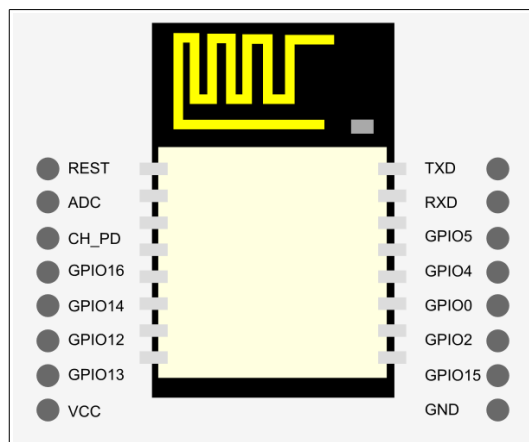 REST
ADC
CH_PD
GPIO16
GPIO14
GPIO12
GPIO13
VCC
TXD
RXD
GPIO5
GPIO4
GPIO0
GPIO2
GPIO15
GND